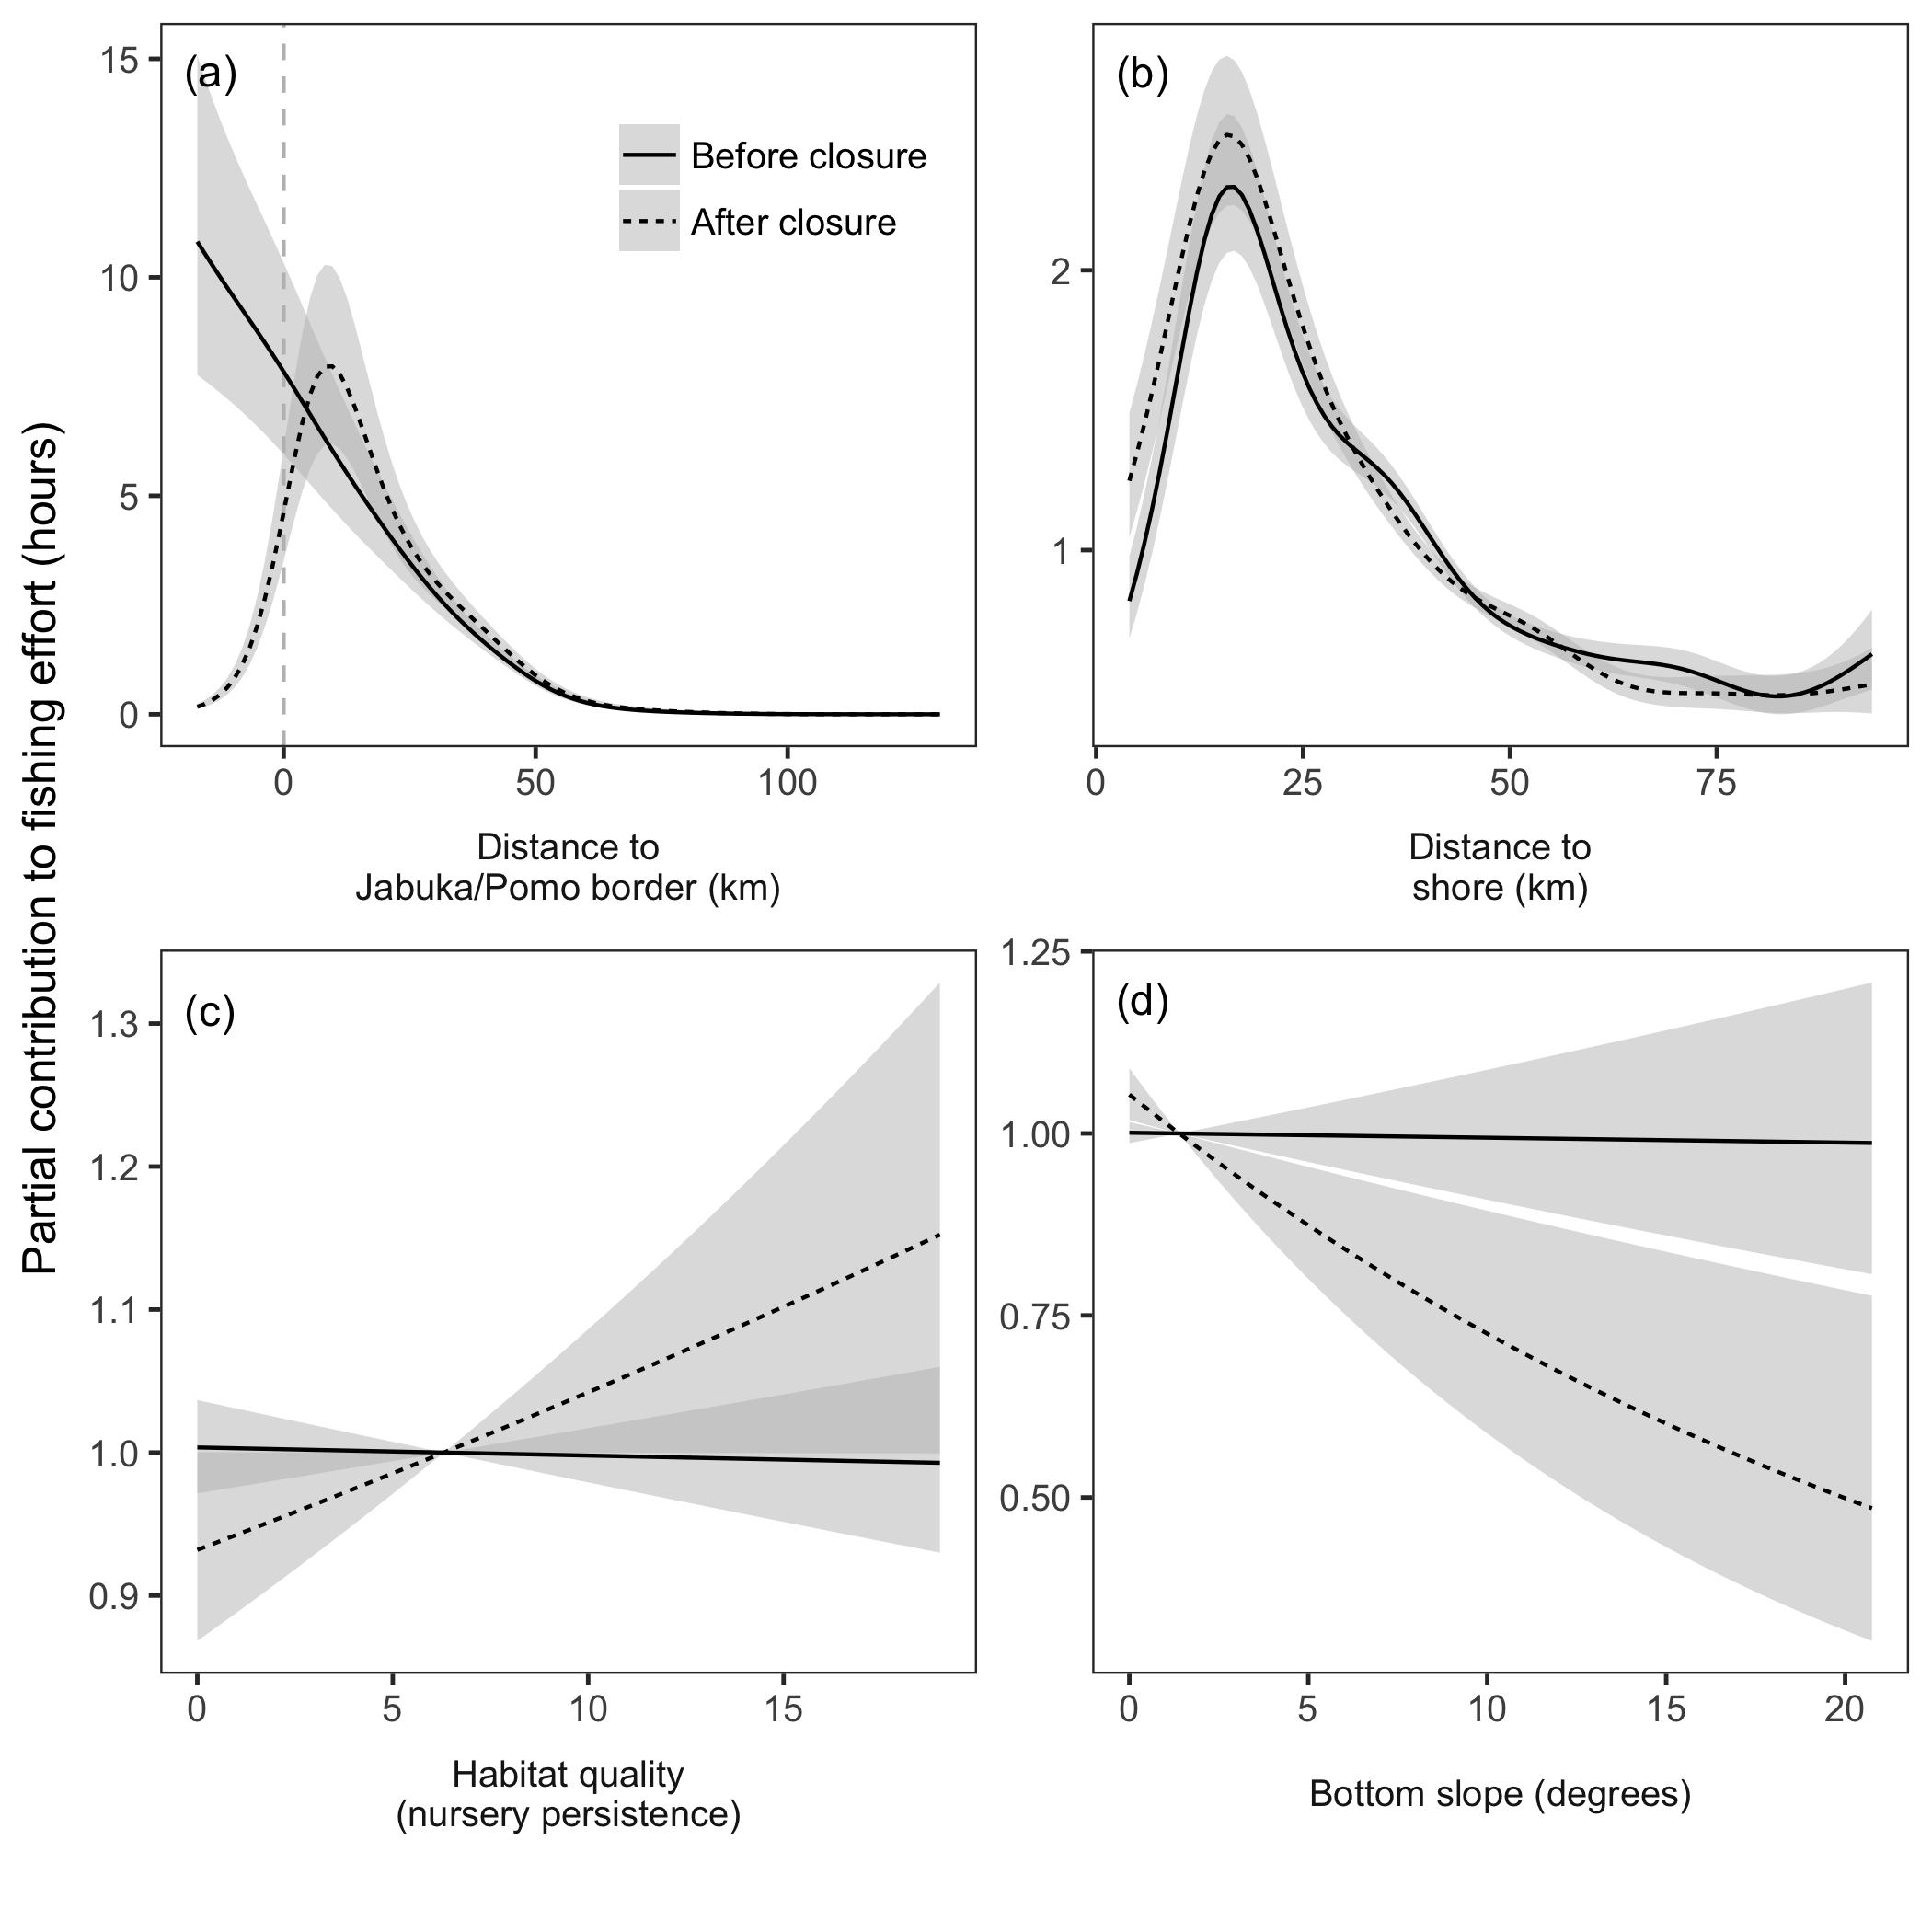 Partial contribution to fishing effort (hours)
(a)
15
10
5
0
Before closure
After closure
0 50 100
Distance to
Jabuka/Pomo border (km)
(b)
2
1
0 25 50 75
Distance to
shore (km)
(c)
1.3
1.2
1.1
1.0
0.9
0 5 10 15
Habitat quality
(nursery persistence)
(d)
1.25
1.00
0.75
0.50
0 5 10 15 20
Bottom slope (degrees)